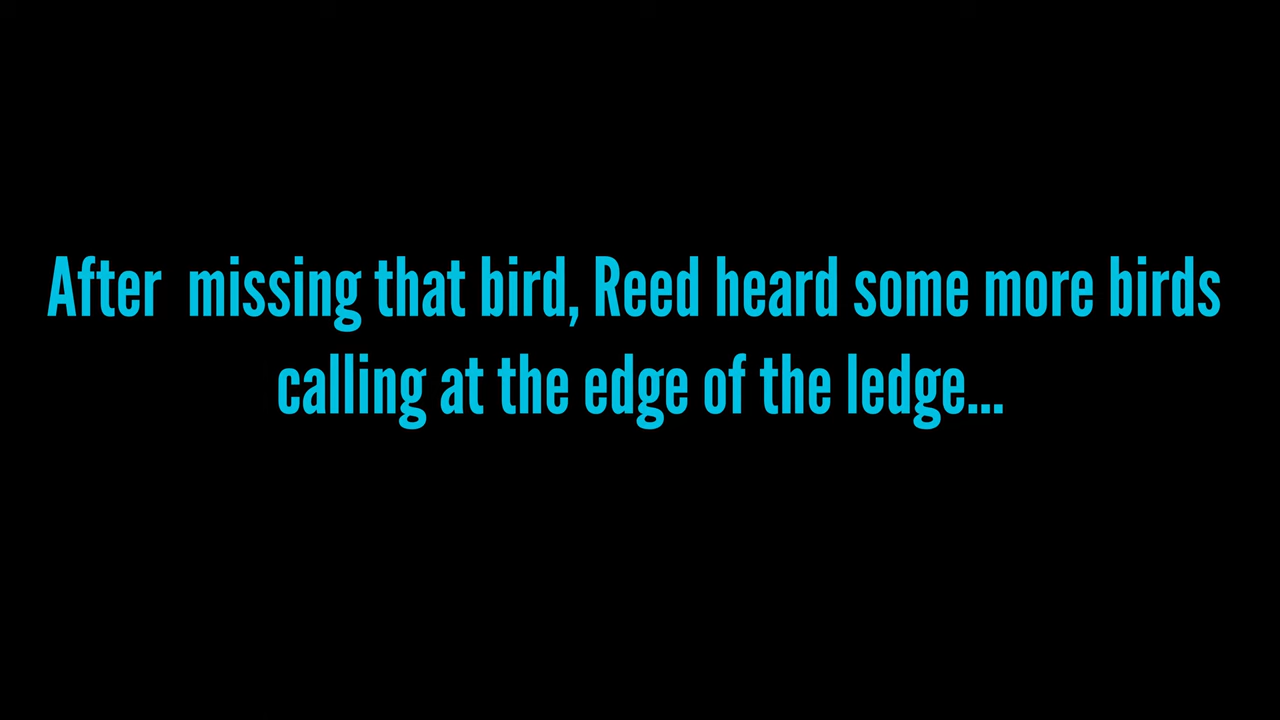 After  missing that bird, Reed heard some more birds
calling at the edge of the ledge...